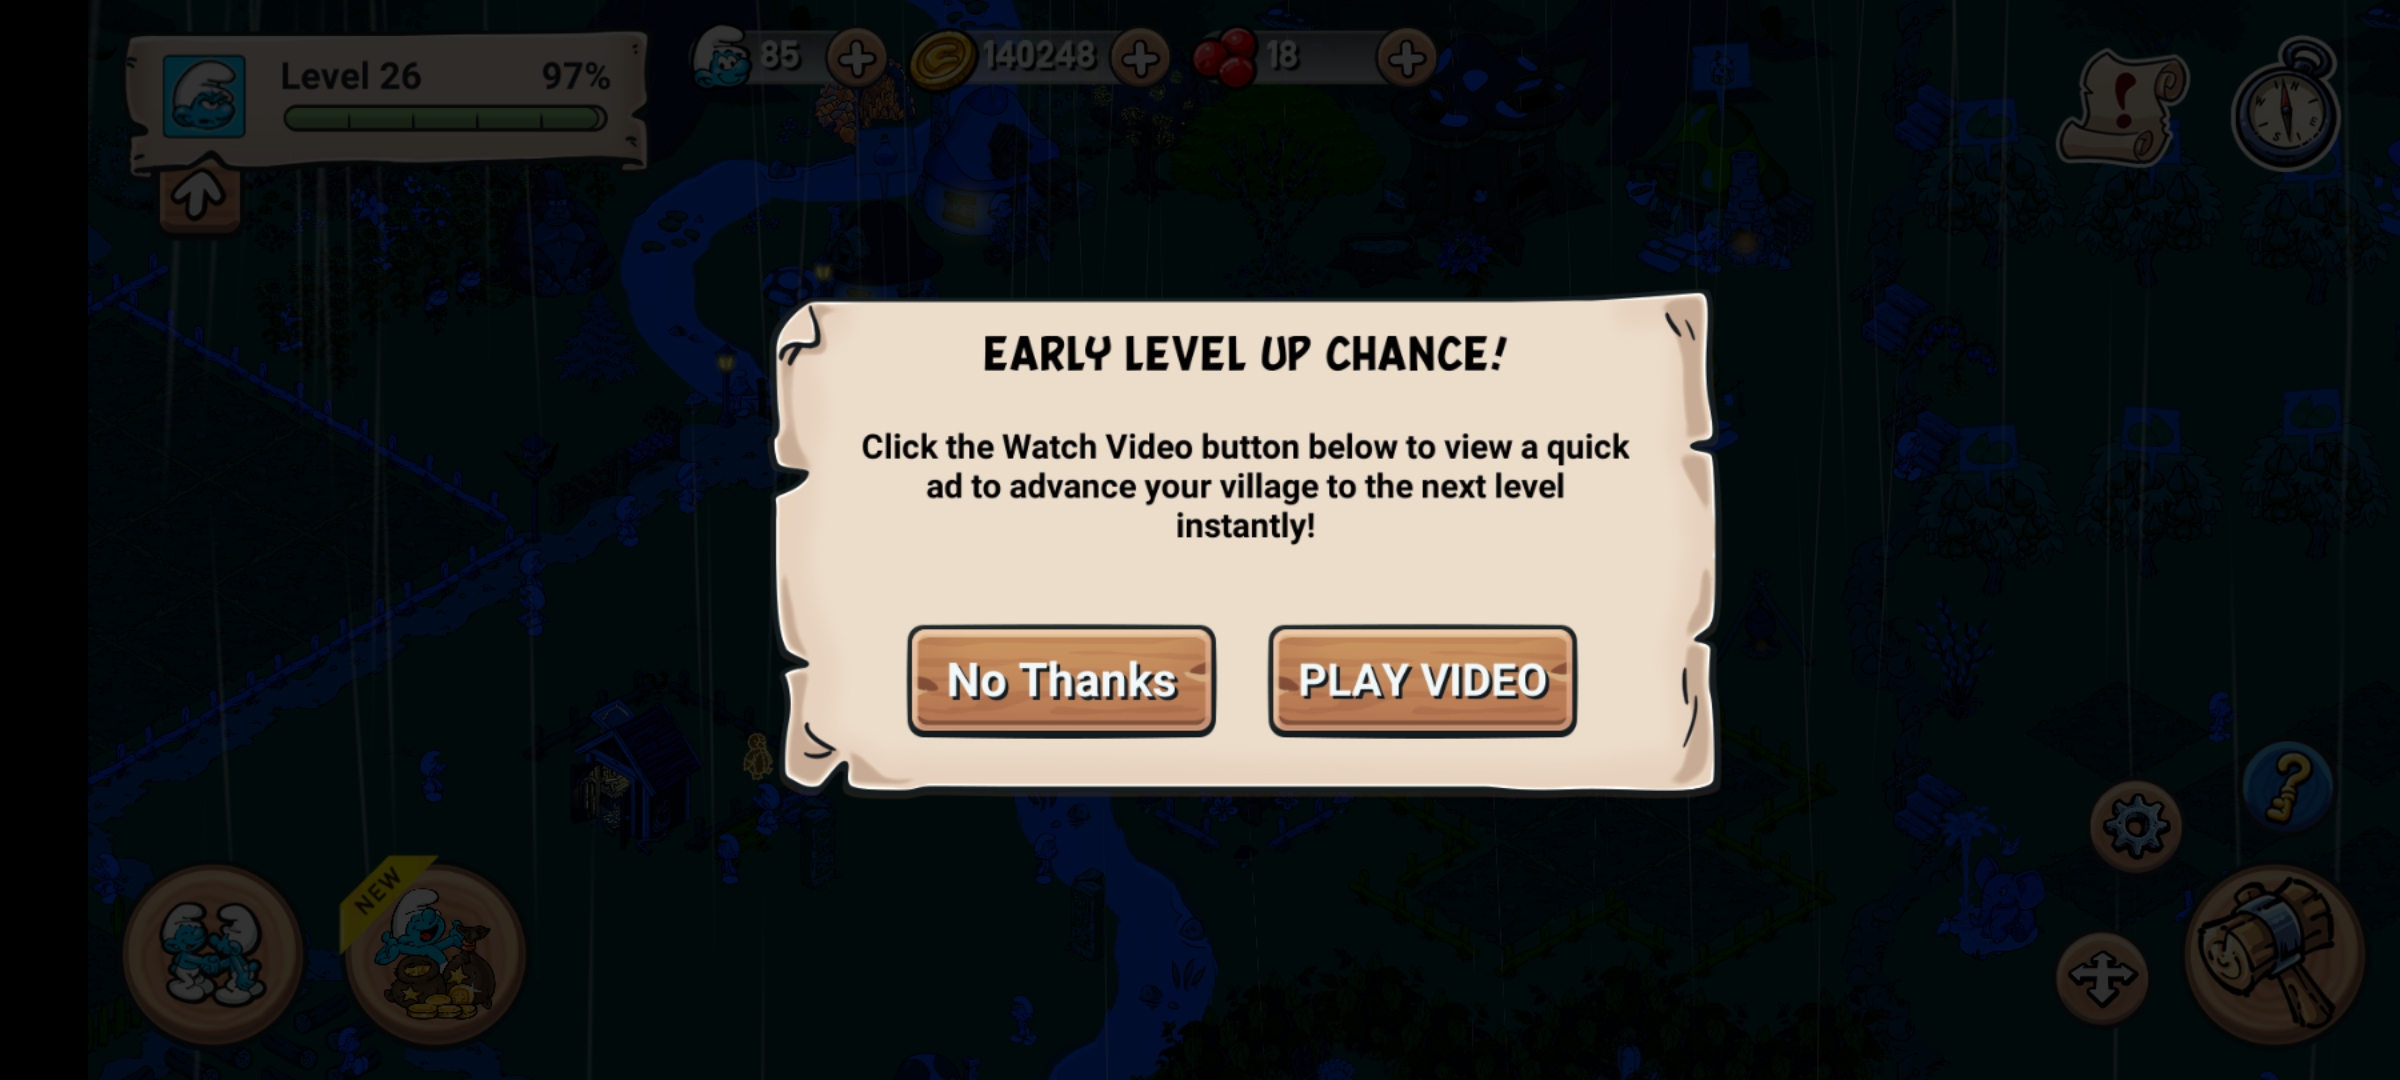 Level 26 97%
85
140248
18
EARLY LEVEL UP CHANCE!
Click the Watch Video button below to view a quick
ad to advance your village to the next level
instantly!
No Thanks
PLAY VIDEO
NEW